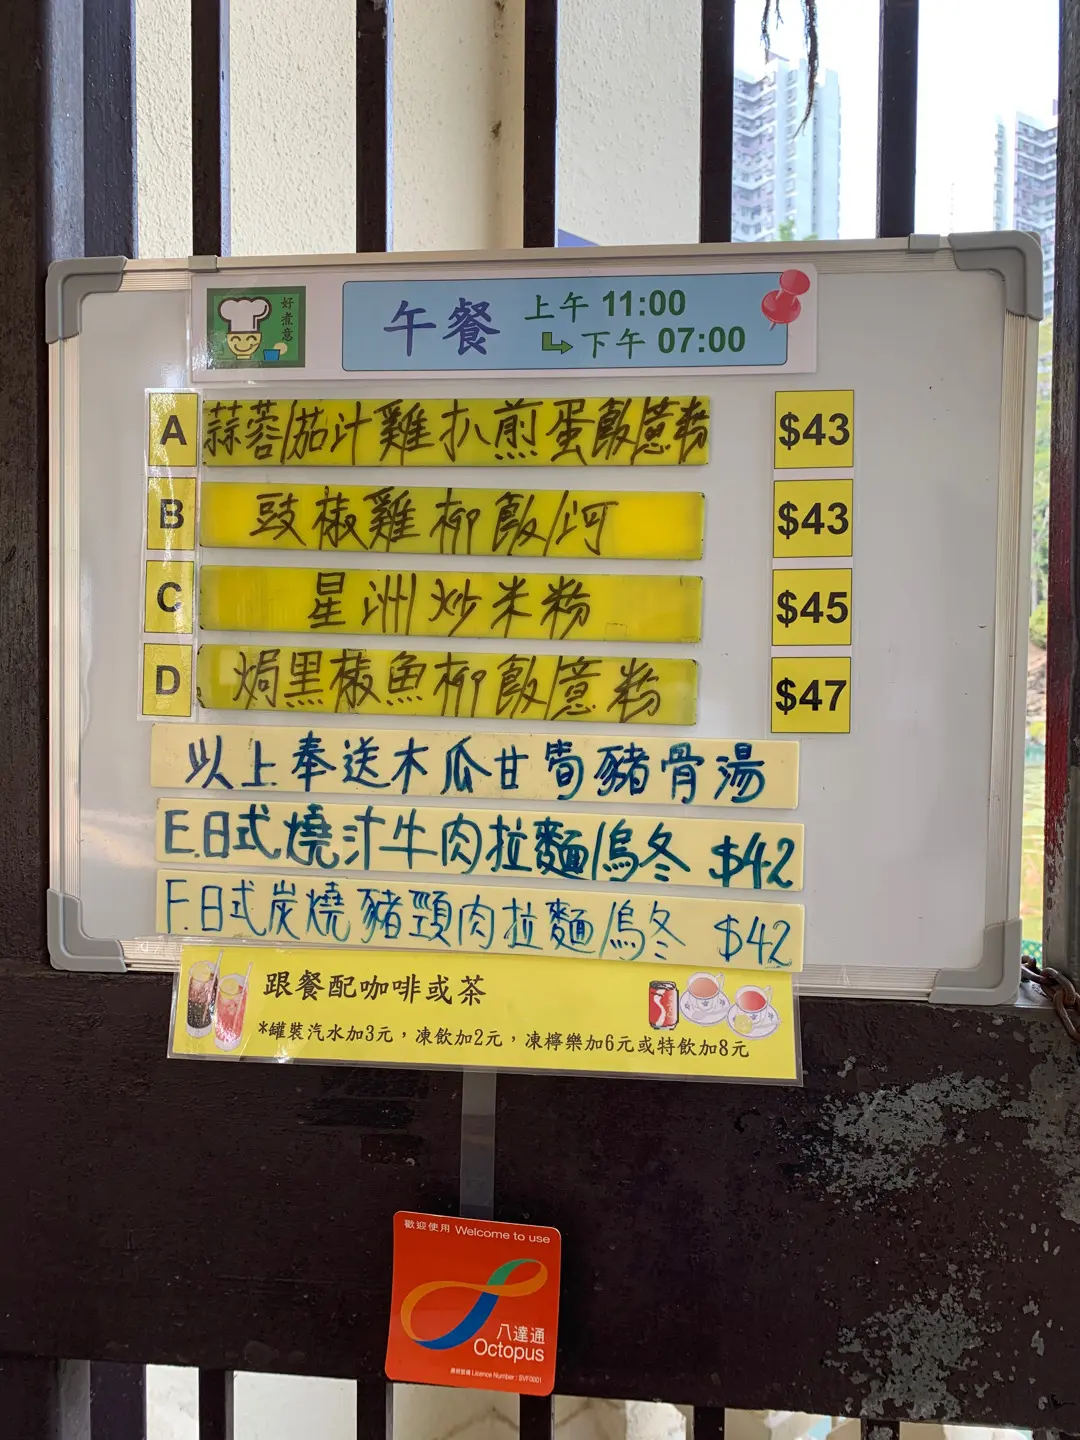 好煮意
午餐
上午 11:00
下午 07:00
A 蒜蓉/茄汁雞扒煎蛋飯/意粉 $43
B 豉椒雞柳飯/河 $43
C 星洲炒米粉 $45
D 焗黑椒魚柳飯/意粉 $47
以上奉送木瓜甘筍豬骨湯
E.日式燒汁牛肉拉麵/烏冬 $42
F.日式炭燒豬頸肉拉麵/烏冬 $42
跟餐配咖啡或茶
*罐裝汽水加3元，凍飲加2元，凍檸樂加6元或特飲加8元
歡迎使用 Welcome to use
八達通
Octopus
Licence Number : SVF0001